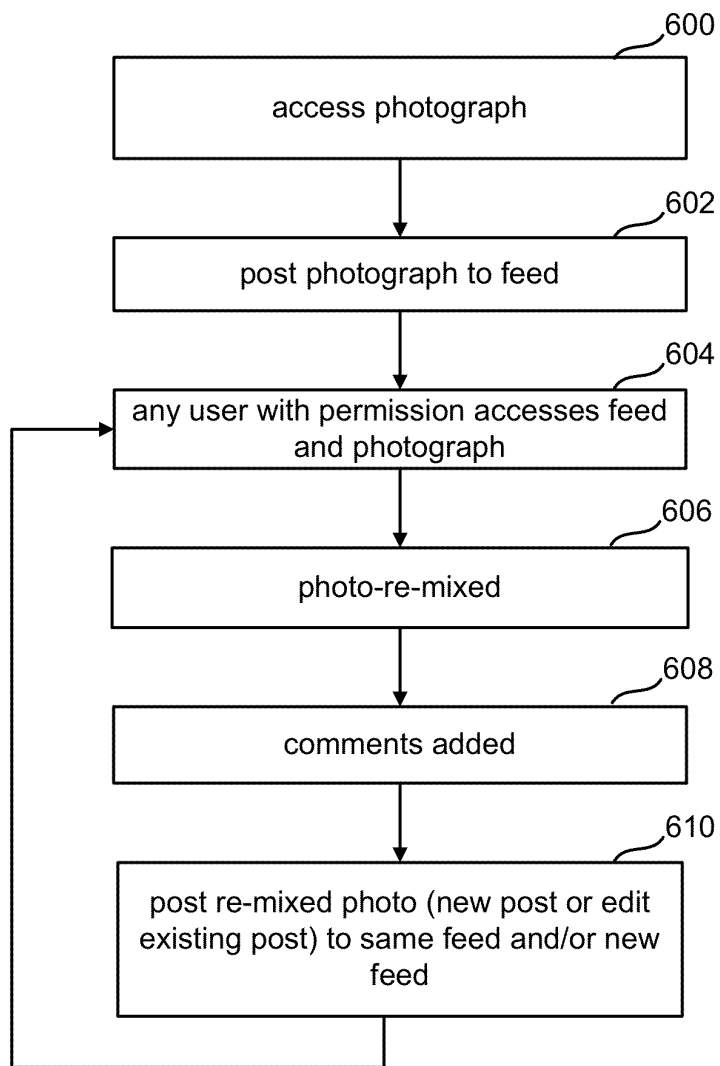 600
access photograph
602
post photograph to feed
604
any user with permission accesses feed
and photograph
606
photo-re-mixed
608
comments added
610
post re-mixed photo (new post or edit
existing post) to same feed and/or new
feed